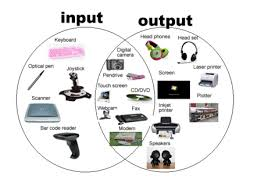 input
output
Keyboard
Optical pen
Joystick
Scanner
Bar code reader
Digital
camera
Pendrive
Touch screen
CD/DVD
Webcam
Fax
Modem
Head phones
Head set
Screen
Laser printer
Inkjet
printer
Plotter
Speakers